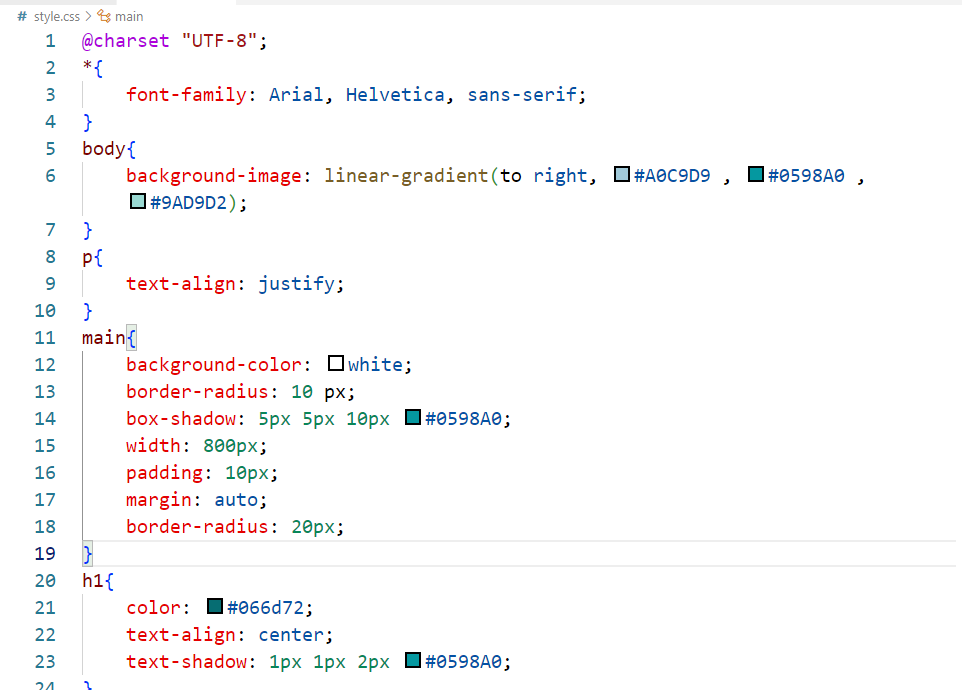 # style.css > main
1 @charset "UTF-8";
2 *{
3 font-family: Arial, Helvetica, sans-serif;
4 }
5 body{
6 background-image: linear-gradient(to right, #A0C9D9 , #0598A0 ,
#9AD9D2);
7 }
8 p{
9 text-align: justify;
10 }
11 main{
12 background-color: white;
13 border-radius: 10 px;
14 box-shadow: 5px 5px 10px #0598A0;
15 width: 800px;
16 padding: 10px;
17 margin: auto;
18 border-radius: 20px;
19 }
20 h1{
21 color: #066d72;
22 text-align: center;
23 text-shadow: 1px 1px 2px #0598A0;
24 }